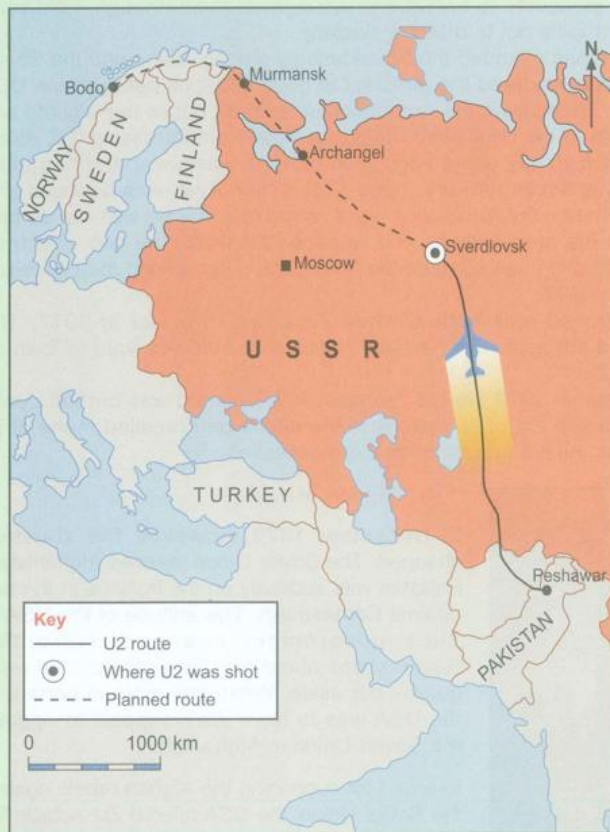 N
Bodo
Murmansk
Archangel
NORWAY
SWEDEN
FINLAND
Sverdlovsk
Moscow
USSR
TURKEY
Peshawar
PAKISTAN
Key
U2 route
Where U2 was shot
Planned route
0 1000 km